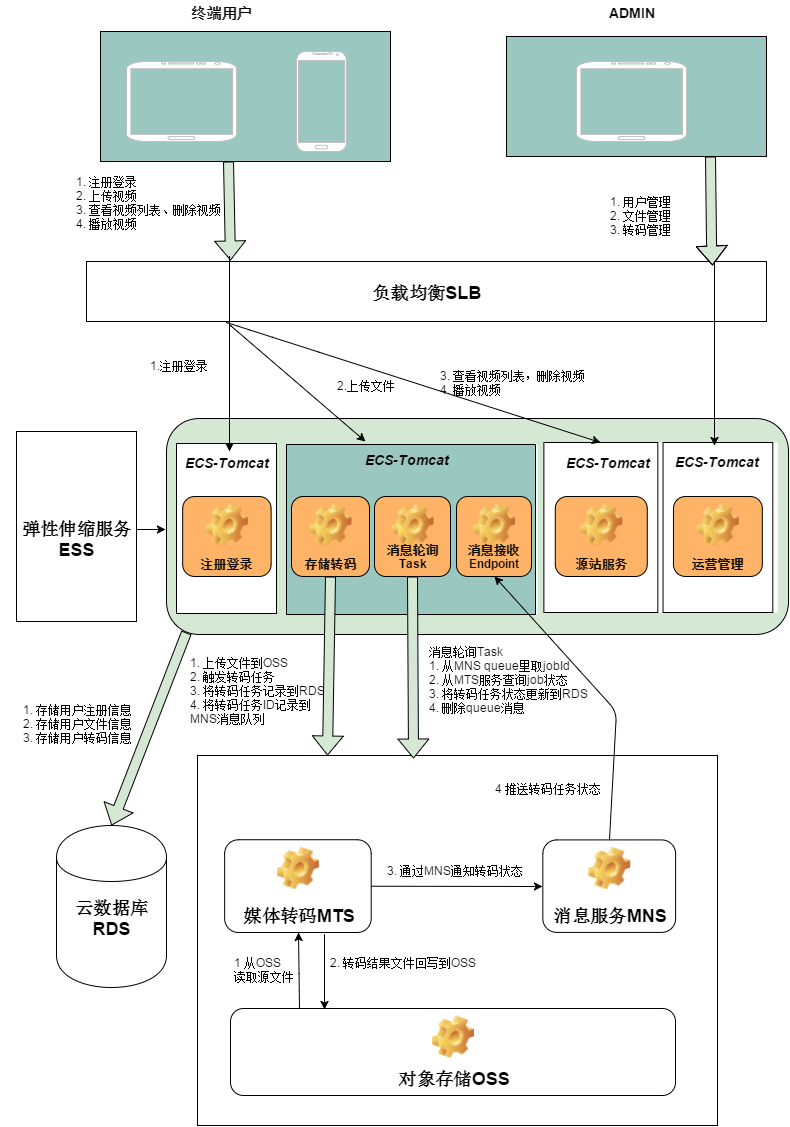 终端用户
ADMIN
1. 注册登录
2. 上传视频
3. 查看视频列表、删除视频
4. 播放视频
1. 用户管理
2. 文件管理
3. 转码管理
负载均衡SLB
1.注册登录
2.上传文件
3. 查看视频列表，删除视频
4. 播放视频
弹性伸缩服务
ESS
ECS-Tomcat
注册登录
ECS-Tomcat
存储转码
消息轮询
Task
消息接收
Endpoint
ECS-Tomcat
源站服务
ECS-Tomcat
运营管理
1. 存储用户注册信息
2. 存储用户文件信息
3. 存储用户转码信息
1. 上传文件到OSS
2. 触发转码任务
3. 将转码任务记录到RDS
4. 将转码任务ID记录到
MNS消息队列
消息轮询Task
1. 从MNS queue里取jobId
2. 从MTS服务查询job状态
3. 将转码任务状态更新到RDS
4. 删除queue消息
4 推送转码任务状态
云数据库
RDS
媒体转码MTS
3. 通过MNS通知转码状态
消息服务MNS
1 从OSS
读取源文件
2. 转码结果文件回写到OSS
对象存储OSS